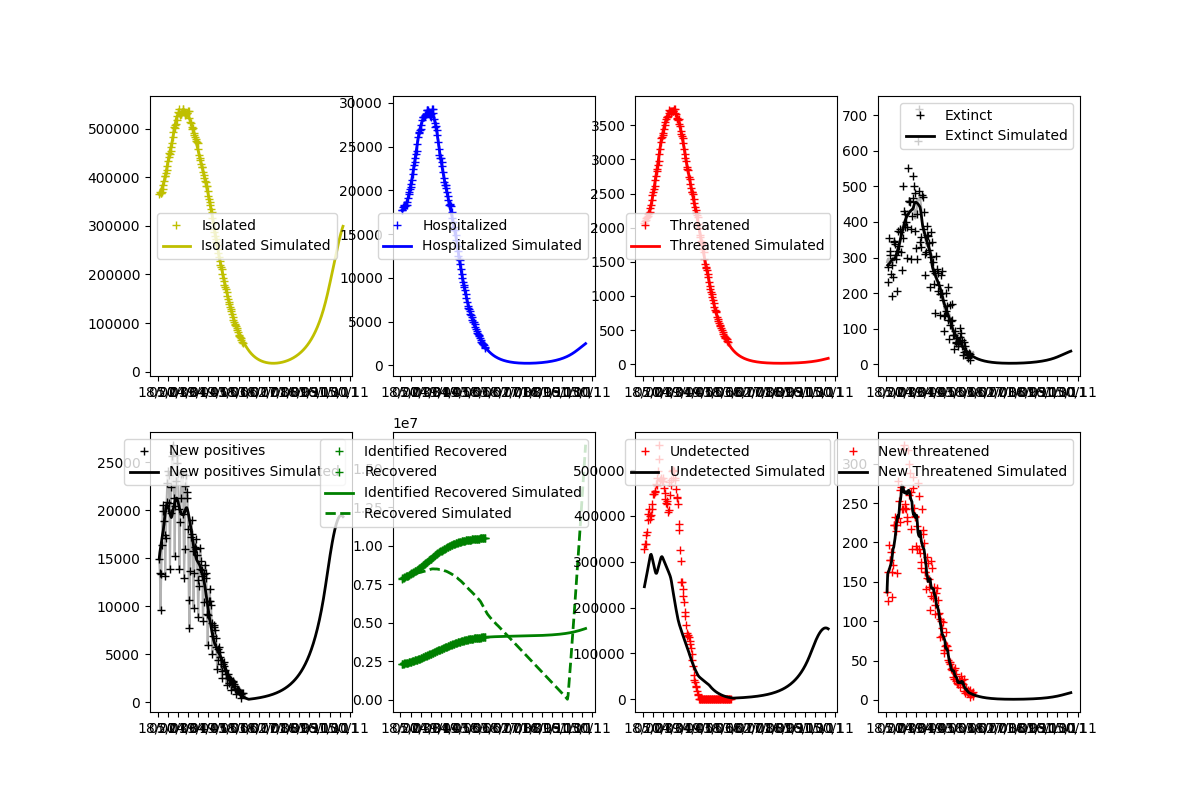 500000
400000
300000
200000
100000
0
Isolated
Isolated Simulated
30000
20000
10000
5000
0
Hospitalized
Hospitalized Simulated
3500
3000
2000
1500
1000
500
0
Threatened
Threatened Simulated
700
600
500
400
300
200
100
0
Extinct
Extinct Simulated
25000
20000
15000
10000
5000
0
New positives
New positives Simulated
1e7
1.00
0.75
0.50
0.25
0.00
Identified Recovered
Recovered
Identified Recovered Simulated
Recovered Simulated
500000
400000
300000
200000
100000
0
Undetected
Undetected Simulated
300
250
200
150
100
50
0
New threatened
New Threatened Simulated